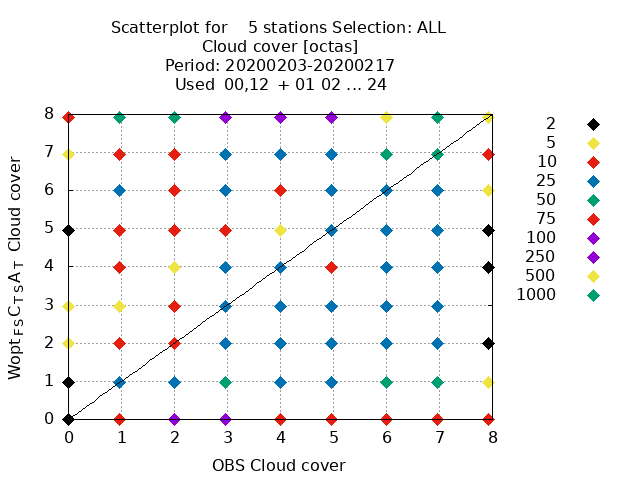 Scatterplot for 5 stations Selection: ALL
Cloud cover [octas]
Period: 20200203-20200217
Used 00,12 + 01 02 ... 24
Wopt FS C TS A T Cloud cover
8
7
6
5
4
3
2
1
0
0 1 2 3 4 5 6 7 8
OBS Cloud cover
2
5
10
25
50
75
100
250
500
1000